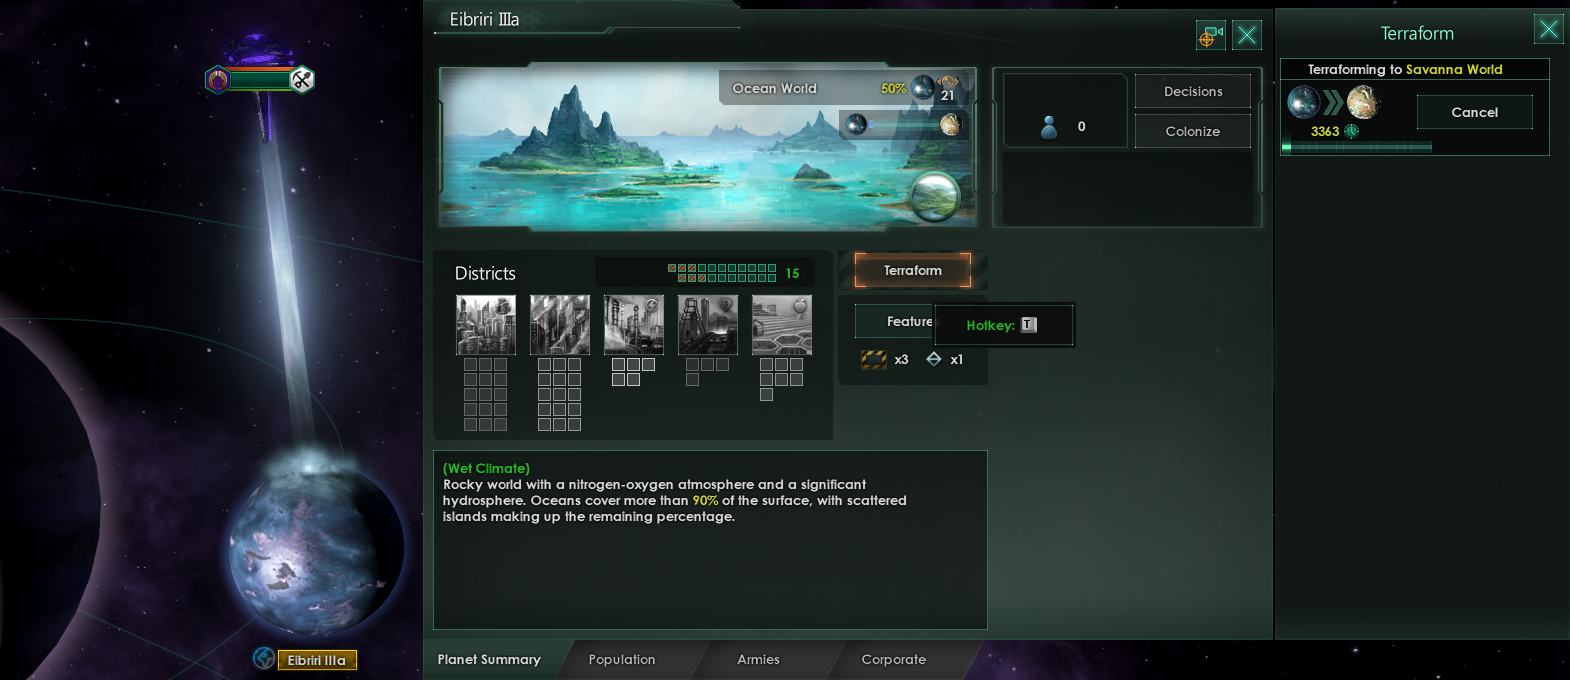 Eibriri IIIa
Terraform
Ocean World 50% 21
0
Decisions
Colonize
Terraforming to Savanna World
3363
Cancel
Districts 15
Terraform
Features
Hotkey: T
x3 x1
(Wet Climate)
Rocky world with a nitrogen-oxygen atmosphere and a significant
hydrosphere. Oceans cover more than 90% of the surface, with scattered
islands making up the remaining percentage.
Eibriri IIIa
Planet Summary Population Armies Corporate